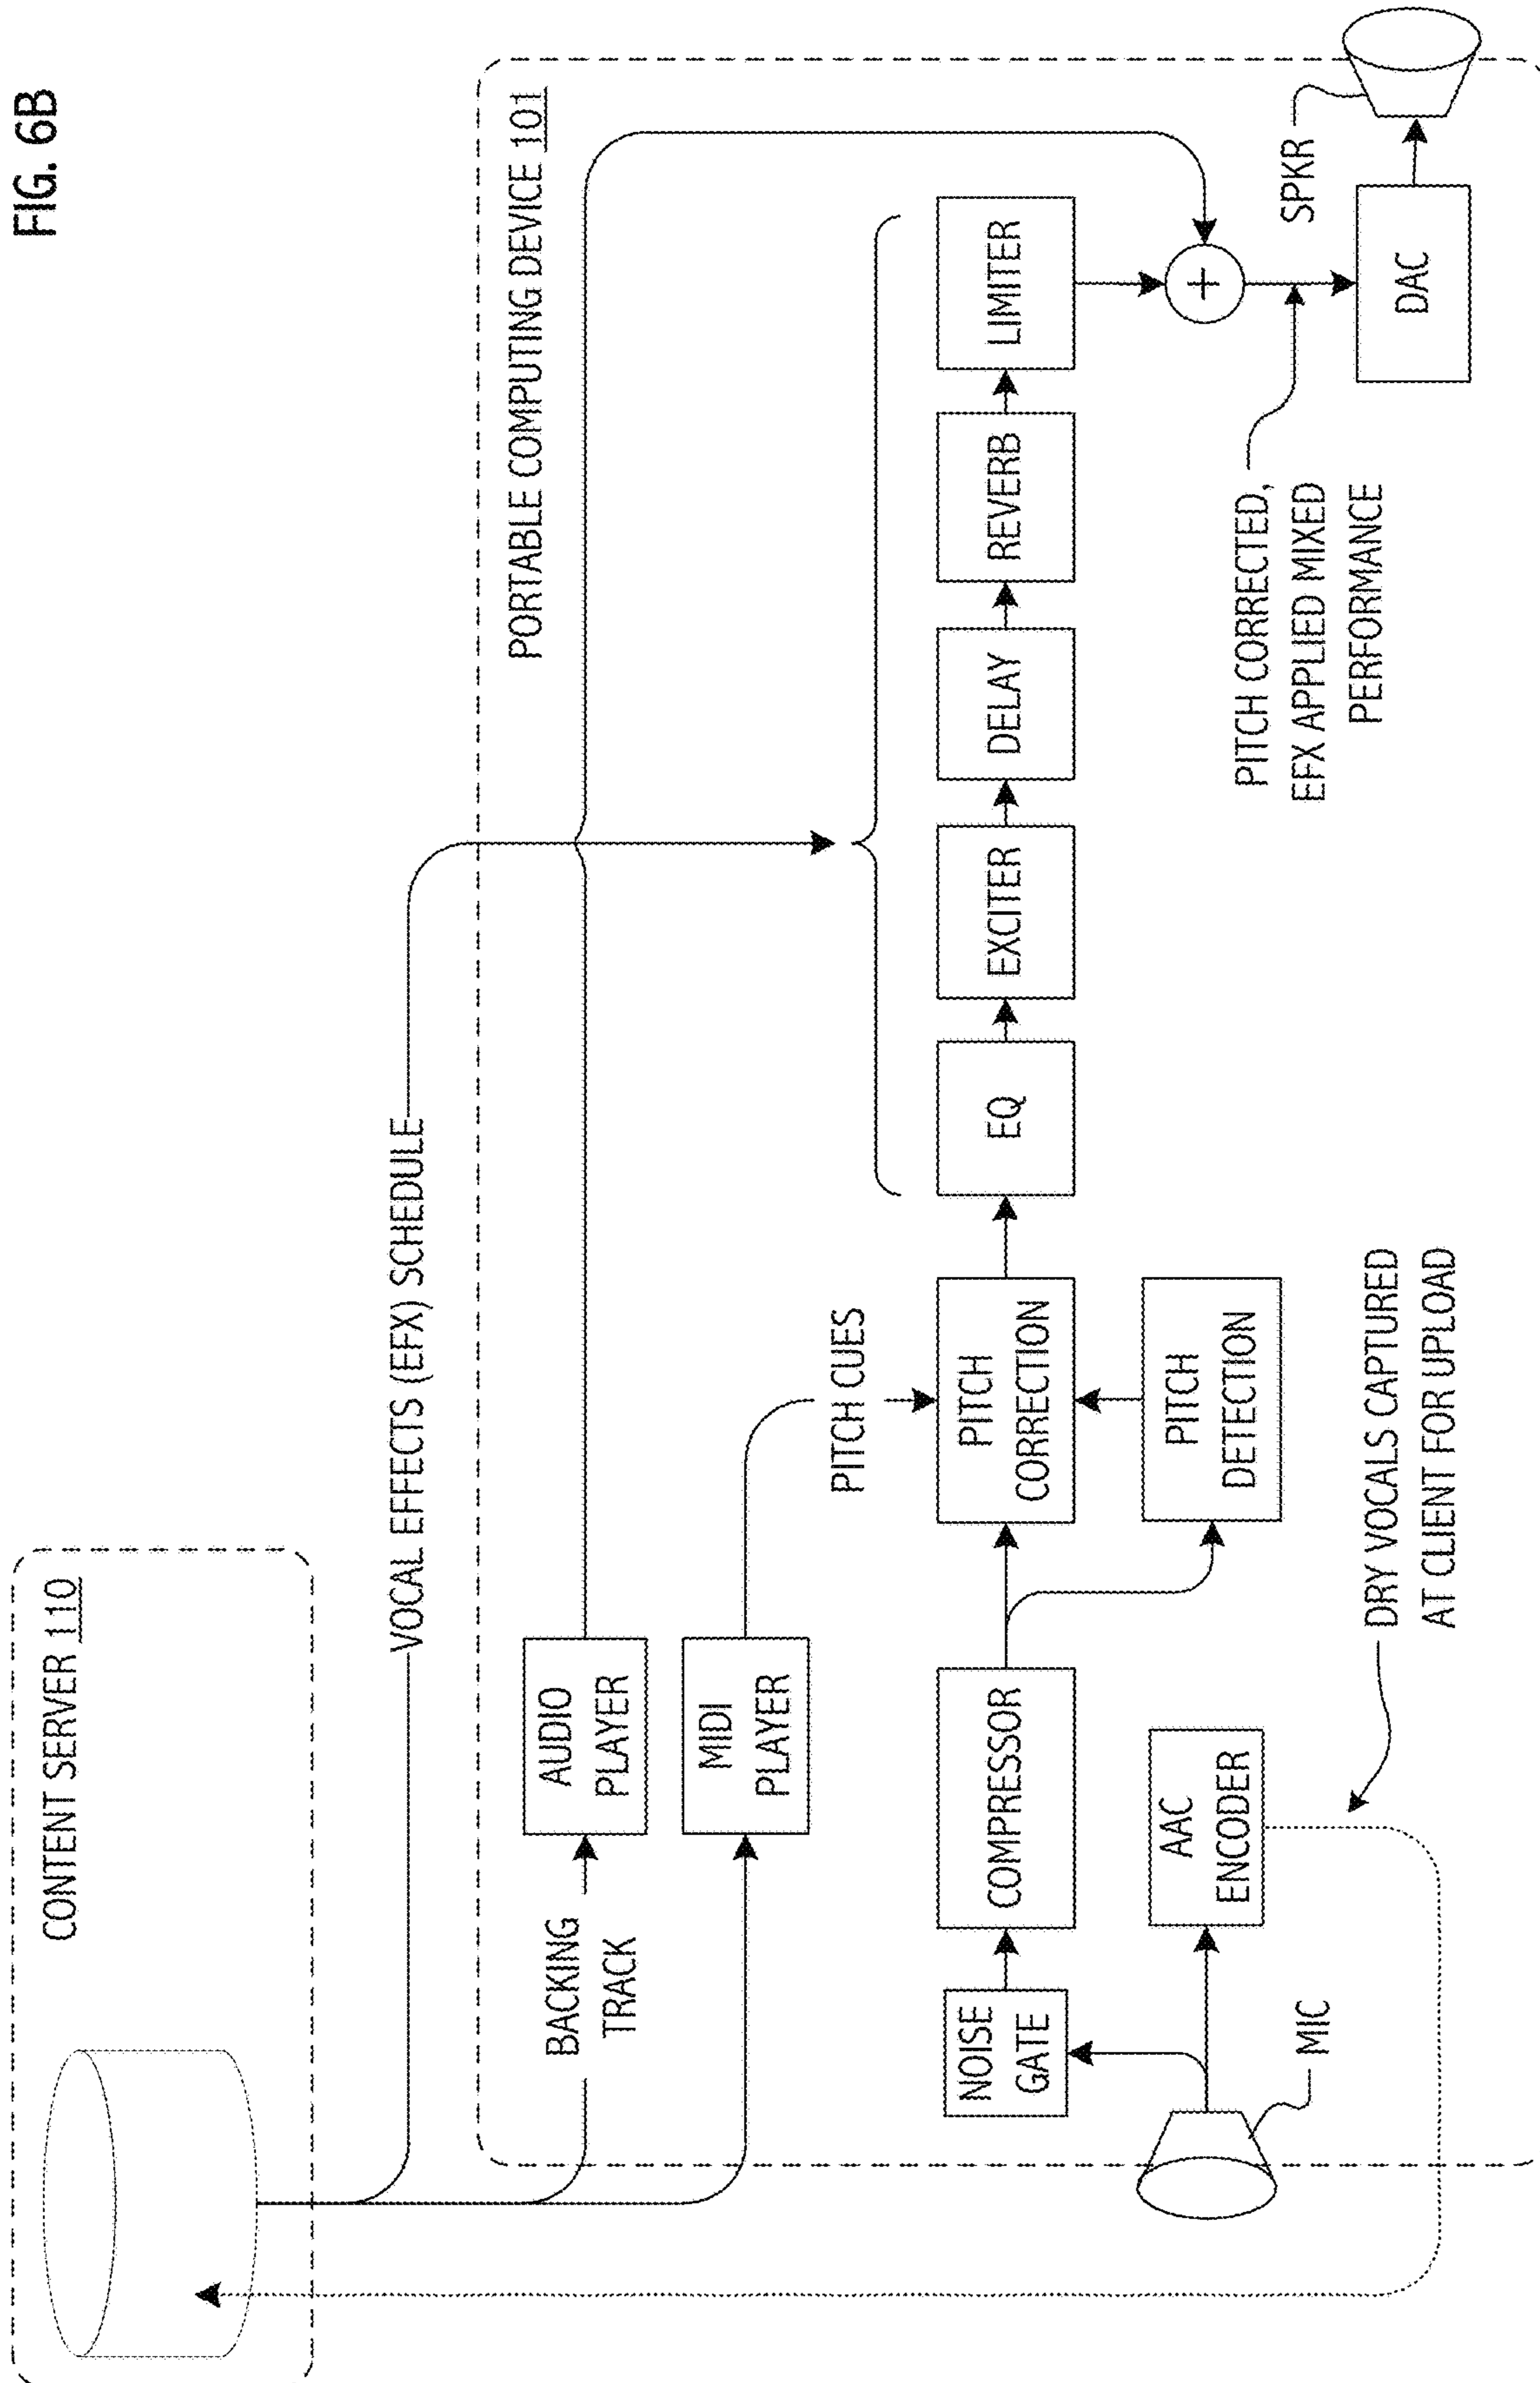 FIG. 6B
CONTENT SERVER 110
VOCAL EFFECTS (EFX) SCHEDULE
PORTABLE COMPUTING DEVICE 101
BACKING
TRACK
AUDIO
PLAYER
MIDI
PLAYER
PITCH CUES
NOISE
GATE
COMPRESSOR
PITCH
CORRECTION
EQ
EXCITER
DELAY
REVERB
LIMITER
+
MIC
AAC
ENCODER
PITCH
DETECTION
DRY VOCALS CAPTURED
AT CLIENT FOR UPLOAD
PITCH CORRECTED,
EFX APPLIED MIXED
PERFORMANCE
SPKR
DAC